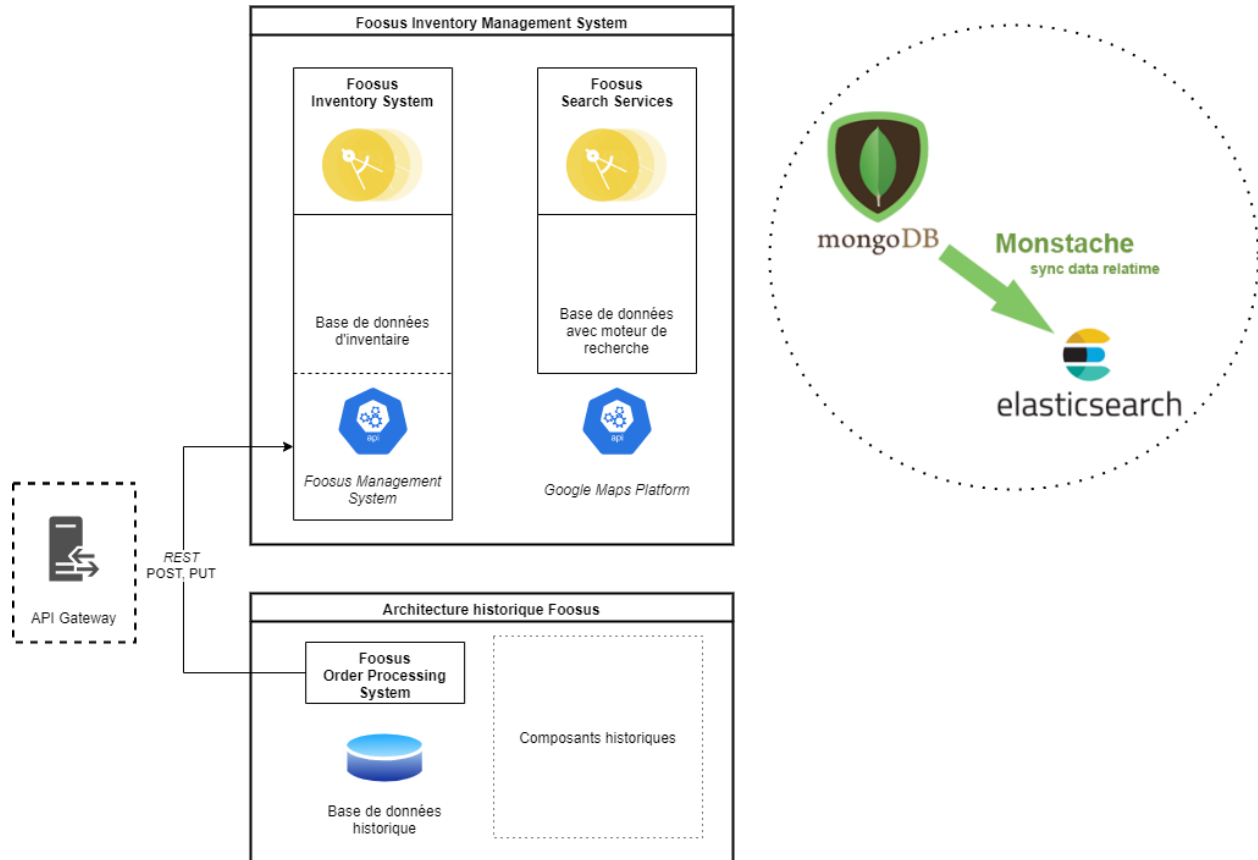 Foosus Inventory Management System
Foosus
Inventory System
Foosus
Search Services
Base de données
d'inventaire
Base de données
avec moteur de
recherche
api
Foosus Management
System
api
Google Maps Platform
mongoDB
Monstache
sync data relatime
elasticsearch
API Gateway
REST
POST, PUT
Architecture historique Foosus
Foosus
Order Processing
System
Composants historiques
Base de données
historique